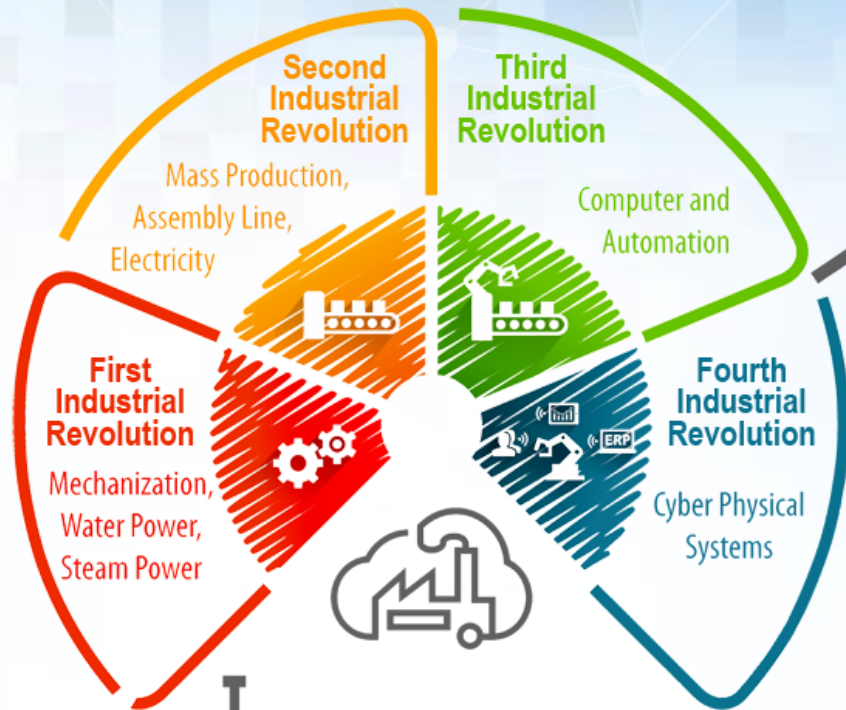 First
Industrial
Revolution
Mechanization,
Water Power,
Steam Power
Second
Industrial
Revolution
Mass Production,
Assembly Line,
Electricity
Third
Industrial
Revolution
Computer and
Automation
Fourth
Industrial
Revolution
Cyber Physical
Systems
ERP